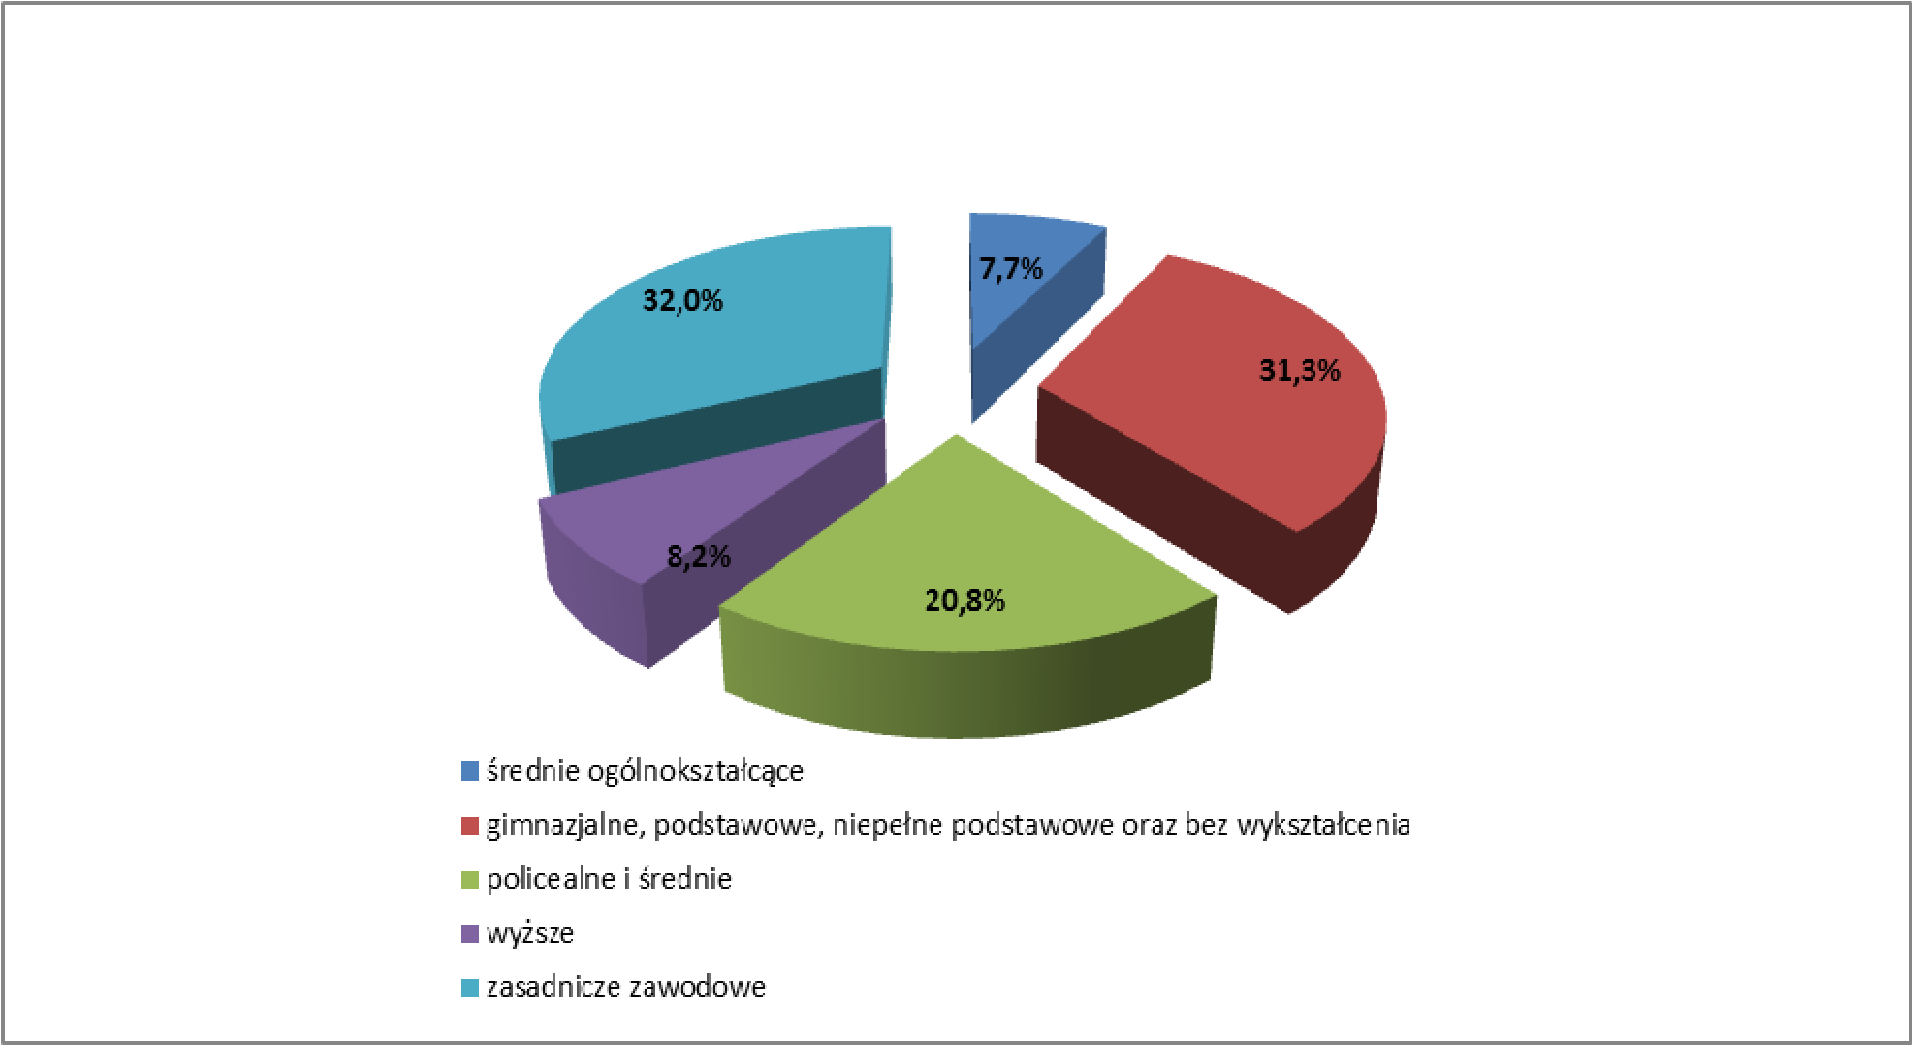 7,7%
32,0%
31,3%
8,2%
20,8%
średnie ogólnokształcące
gimnazjalne, podstawowe, niepełne podstawowe oraz bez wykształcenia
policealne i średnie
wyższe
zasadnicze zawodowe